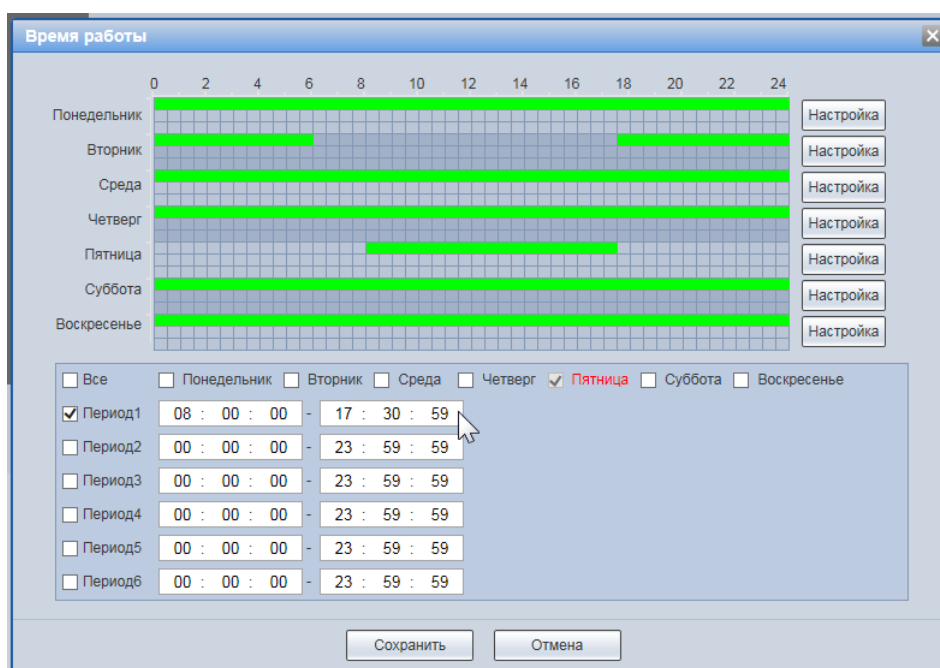 Время работы
0 2 4 6 8 10 12 14 16 18 20 22 24
Понедельник Настройка
Вторник Настройка
Среда Настройка
Четверг Настройка
Пятница Настройка
Суббота Настройка
Воскресенье Настройка
Все Понедельник Вторник Среда Четверг Пятница Суббота Воскресенье
Период1 08 : 00 : 00 - 17 : 30 : 59
Период2 00 : 00 : 00 - 23 : 59 : 59
Период3 00 : 00 : 00 - 23 : 59 : 59
Период4 00 : 00 : 00 - 23 : 59 : 59
Период5 00 : 00 : 00 - 23 : 59 : 59
Период6 00 : 00 : 00 - 23 : 59 : 59
Сохранить Отмена